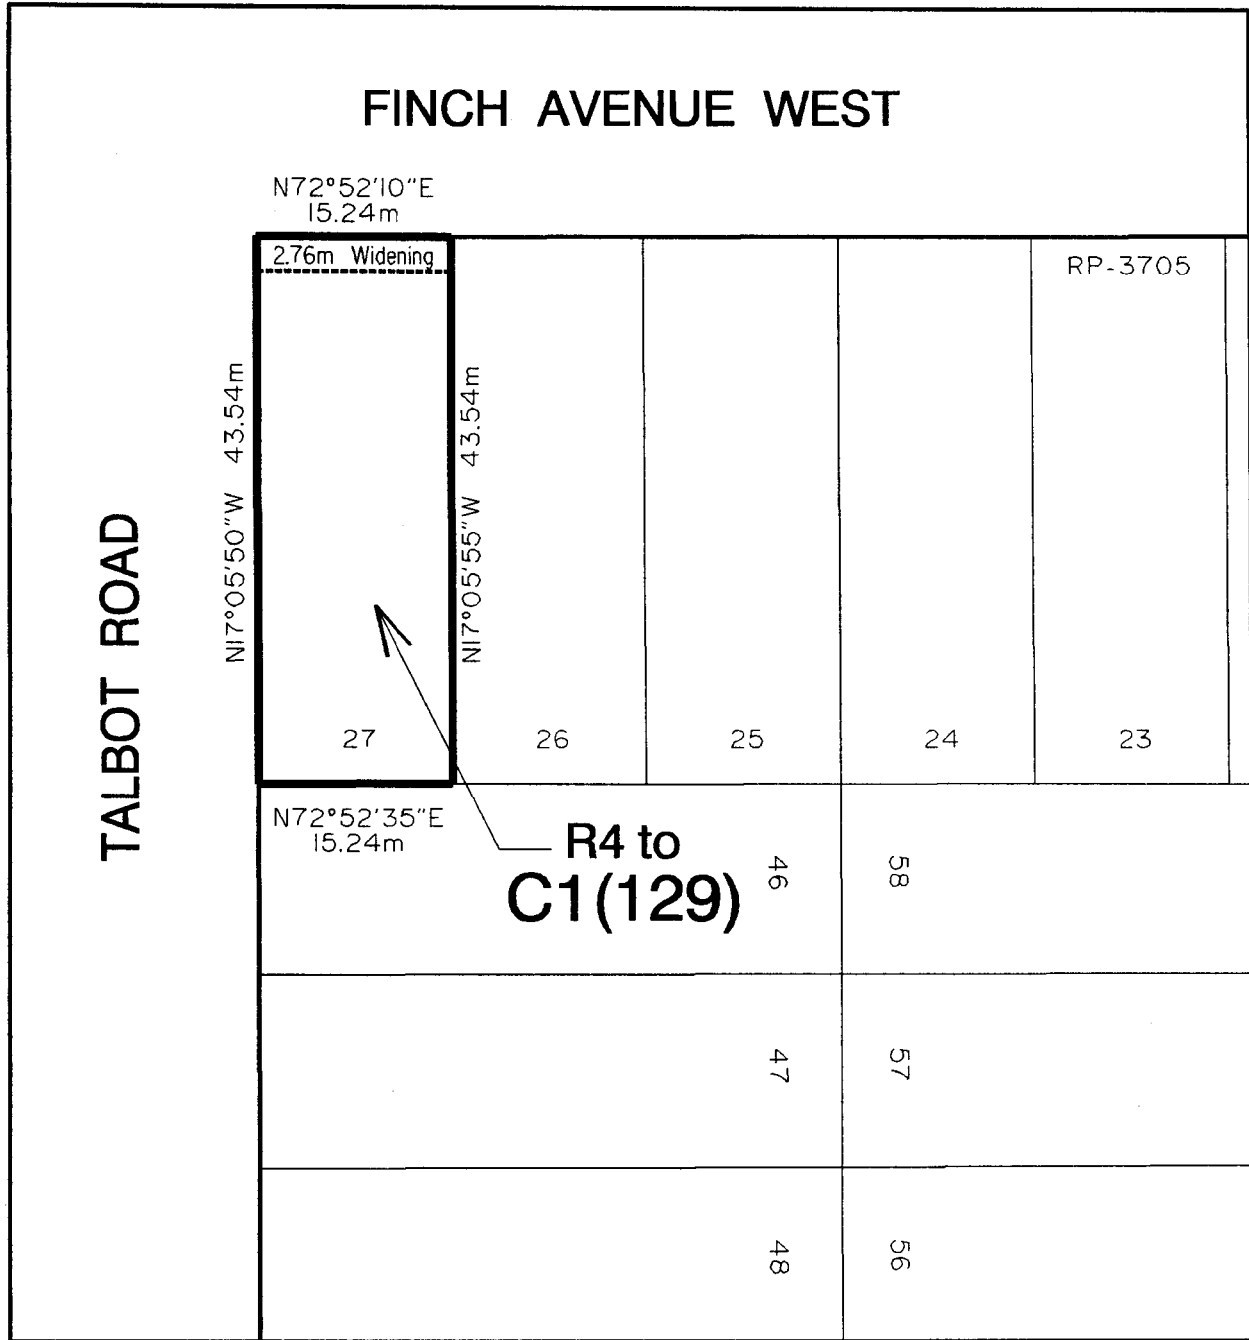 FINCH AVENUE WEST
N72°52'10"E
15.24m
2.76m Widening
RP-3705
N17°05'50"W 43.54m
N17°05'55"W 43.54m
TALBOT ROAD
27
26
25
24
23
N72°52'35"E
15.24m
R4 to
C1(129)
46
58
47
57
48
56